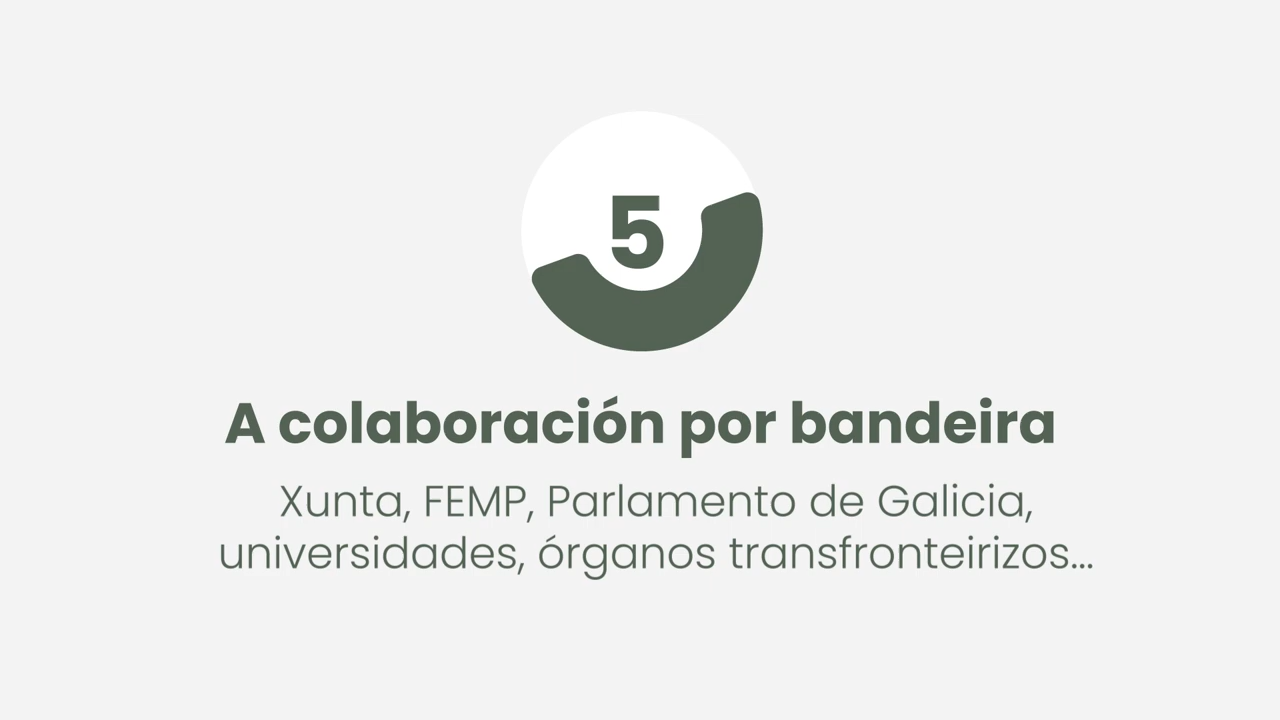 5
A colaboración por bandeira
Xunta, FEMP, Parlamento de Galicia,
universidades, órganos transfronteirizos...